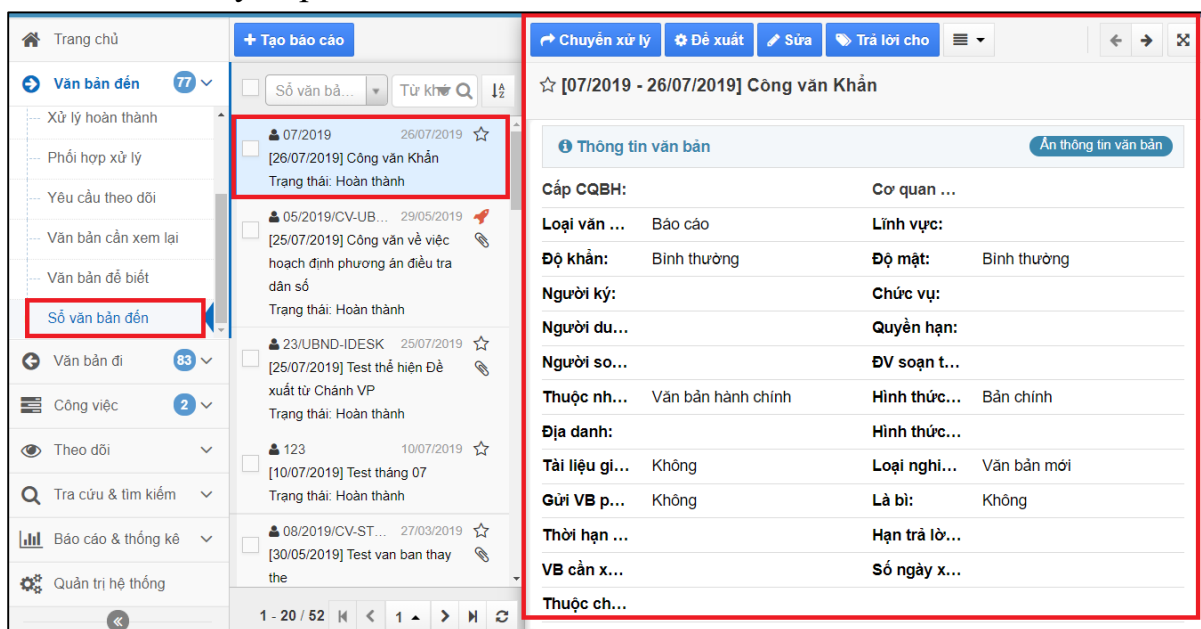 Trang chủ
Văn bản đến 77
Xử lý hoàn thành
Phối hợp xử lý
Yêu cầu theo dõi
Văn bản cần xem lại
Văn bản để biết
Sổ văn bản đến
Văn bản đi 83
Công việc 2
Theo dõi
Tra cứu & tìm kiếm
Báo cáo & thống kê
Quản trị hệ thống
+ Tạo báo cáo
Số văn bả... Từ khó
07/2019 26/07/2019
[26/07/2019] Công văn Khẩn
Trạng thái: Hoàn thành
05/2019/CV-UB... 29/05/2019
[25/07/2019] Công văn về việc
hoạch định phương án điều tra
dân số
Trạng thái: Hoàn thành
23/UBND-IDESK 25/07/2019
[25/07/2019] Test thể hiện Đề
xuất từ Chánh VP
Trạng thái: Hoàn thành
123 10/07/2019
[10/07/2019] Test tháng 07
Trạng thái: Hoàn thành
08/2019/CV-ST... 27/03/2019
[30/05/2019] Test van ban thay
the
1 - 20 / 52 1
Chuyển xử lý Đề xuất Sửa Trả lời cho
[07/2019 - 26/07/2019] Công văn Khẩn
Thông tin văn bản Ẩn thông tin văn bản
Cấp CQBH: Cơ quan ...
Loại văn ... Báo cáo Lĩnh vực:
Độ khẩn: Bình thường Độ mật: Bình thường
Người ký: Chức vụ:
Người du... Quyền hạn:
Người so... ĐV soạn t...
Thuộc nh... Văn bản hành chính Hình thức... Bản chính
Địa danh: Hình thức...
Tài liệu gi... Không Loại nghi... Văn bản mới
Gửi VB p... Không Là bì: Không
Thời hạn ... Hạn trả lờ...
VB cần x... Số ngày x...
Thuộc ch...